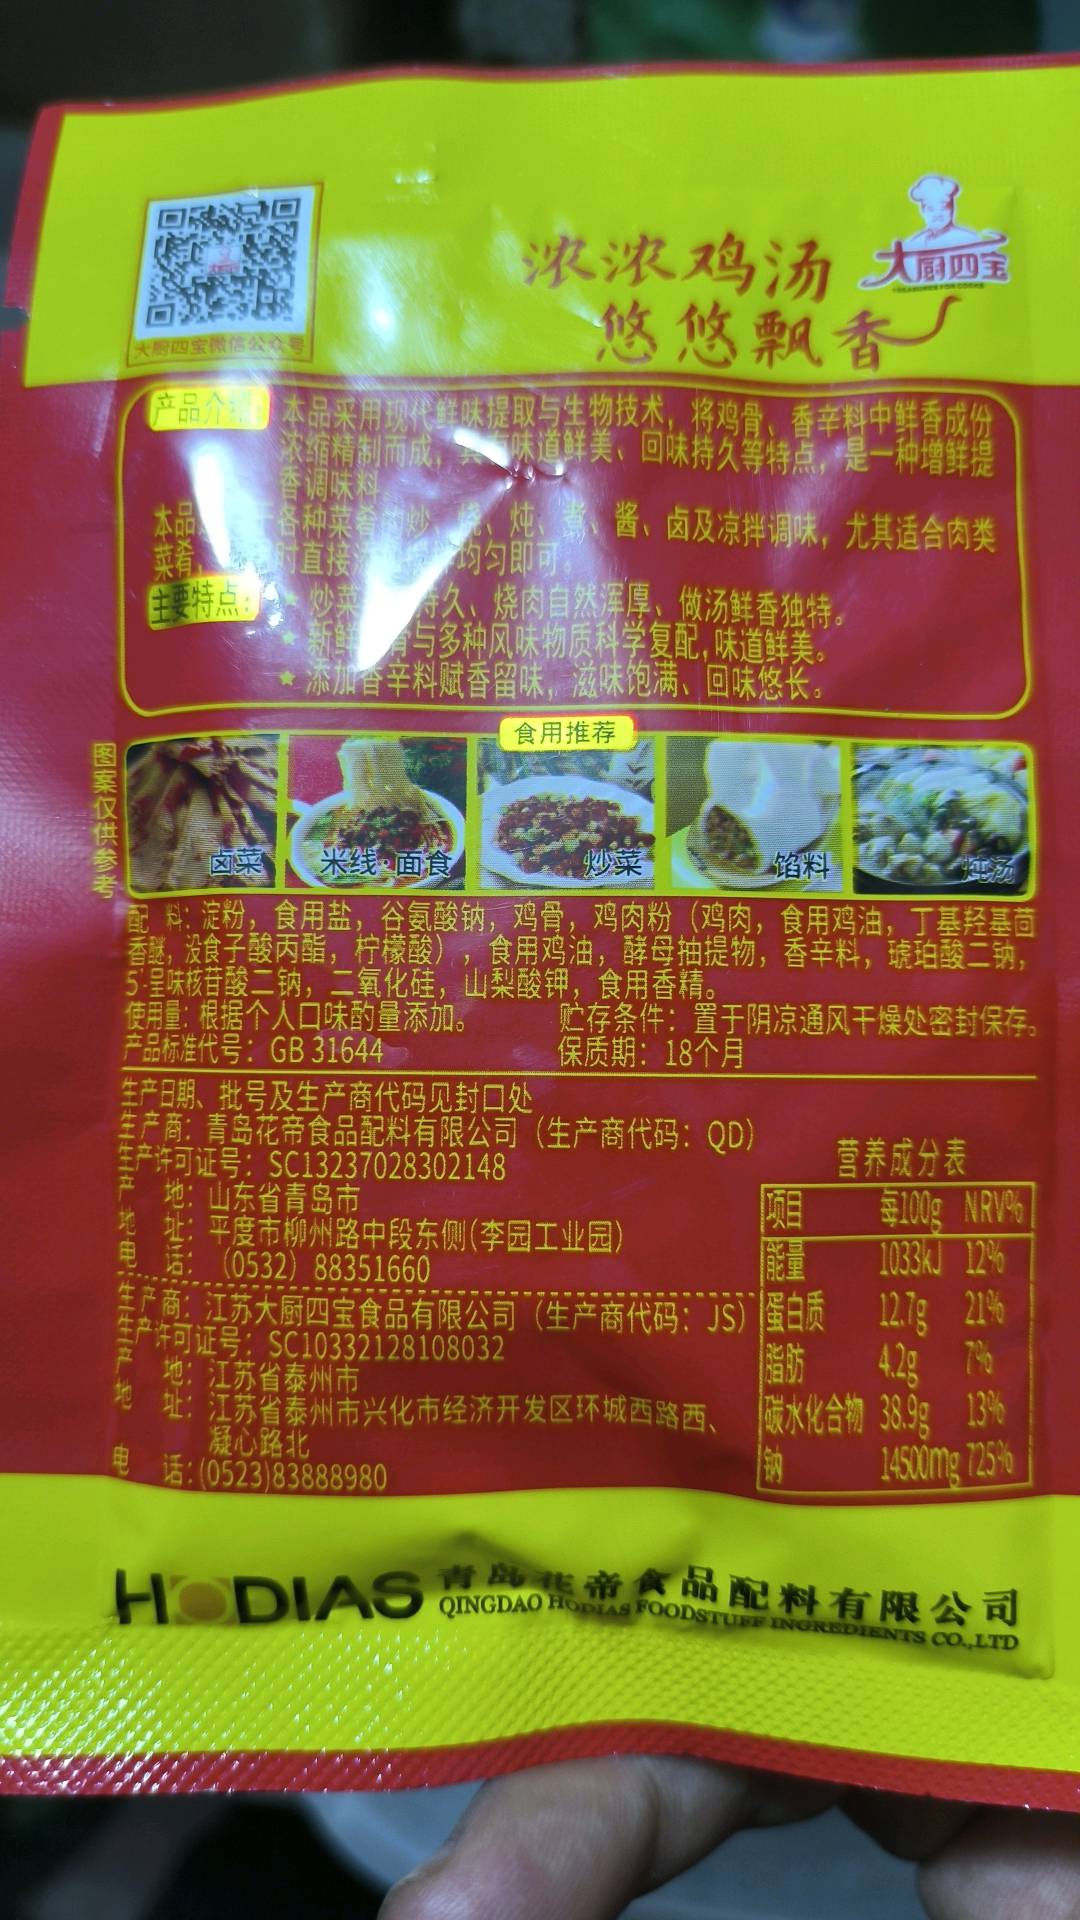 大厨四宝微信公众号
浓浓鸡汤
悠悠飘香
大厨四宝
产品介绍: 本品采用现代鲜味提取与生物技术，将鸡骨、香辛料中鲜香成份
浓缩精制而成，具有味道鲜美、回味持久等特点，是一种增鲜提
香调味料。
本品 各种菜肴的炒、烧、炖、煮、酱、卤及凉拌调味，尤其适合肉类
菜肴， 时直接 均匀即可。
主要特点: ★ 炒菜 持久、烧肉自然浑厚、做汤鲜香独特。
★ 新鲜 骨与多种风味物质科学复配,味道鲜美。
★ 添加香辛料赋香留味，滋味饱满、回味悠长。
食用推荐
图案仅供参考
卤菜 米线·面食 炒菜 馅料 炖汤
配 料: 淀粉，食用盐，谷氨酸钠，鸡骨，鸡肉粉（鸡肉，食用鸡油，丁基羟基茴
香醚，没食子酸丙酯，柠檬酸），食用鸡油，酵母抽提物，香辛料，琥珀酸二钠，
5'-呈味核苷酸二钠，二氧化硅，山梨酸钾，食用香精。
使用量: 根据个人口味酌量添加。 贮存条件：置于阴凉通风干燥处密封保存。
产品标准代号：GB 31644 保质期：18个月
生产日期、批号及生产商代码见封口处
生产商：青岛花帝食品配料有限公司（生产商代码：QD）
生产许可证号：SC13237028302148
产 地：山东省青岛市
地 址：平度市柳州路中段东侧(李园工业园)
电 话：（0532）88351660
生产商：江苏大厨四宝食品有限公司（生产商代码：JS）
生产许可证号：SC10332128108032
产 地：江苏省泰州市
地 址：江苏省泰州市兴化市经济开发区环城西路西、
凝心路北
电 话：(0523)83888980
营养成分表
项目 每100g NRV%
能量 1033kJ 12%
蛋白质 12.7g 21%
脂肪 4.2g 7%
碳水化合物 38.9g 13%
钠 14500mg 725%
HODIAS 青岛花帝食品配料有限公司
QINGDAO HODIAS FOODSTUFF INGREDIENTS CO.,LTD